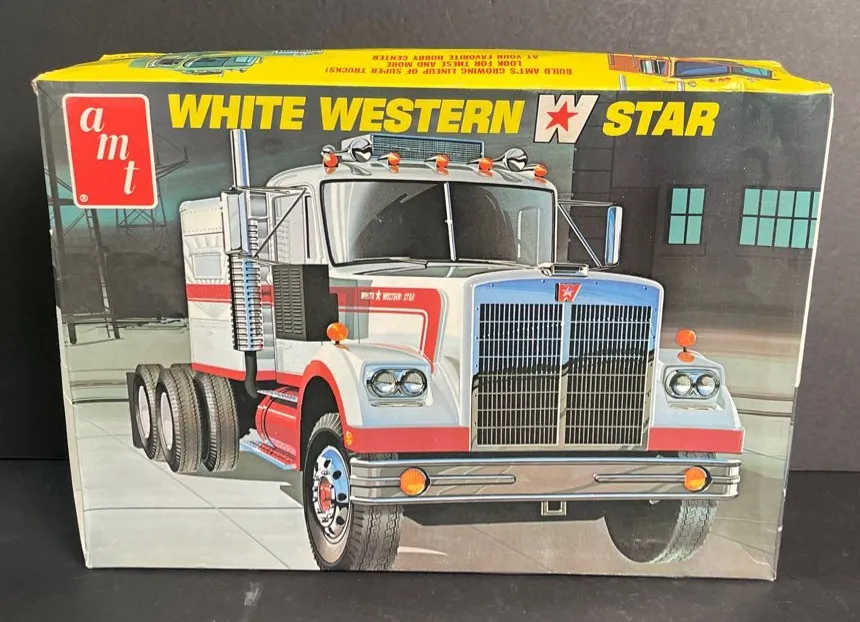 BUILD AMT'S GROWING LINEUP OF SUPER TRUCKS!
LOOK FOR THESE AND MORE
AT YOUR FAVORITE HOBBY CENTER
amt
®
WHITE WESTERN W STAR
WHITE WESTERN STAR